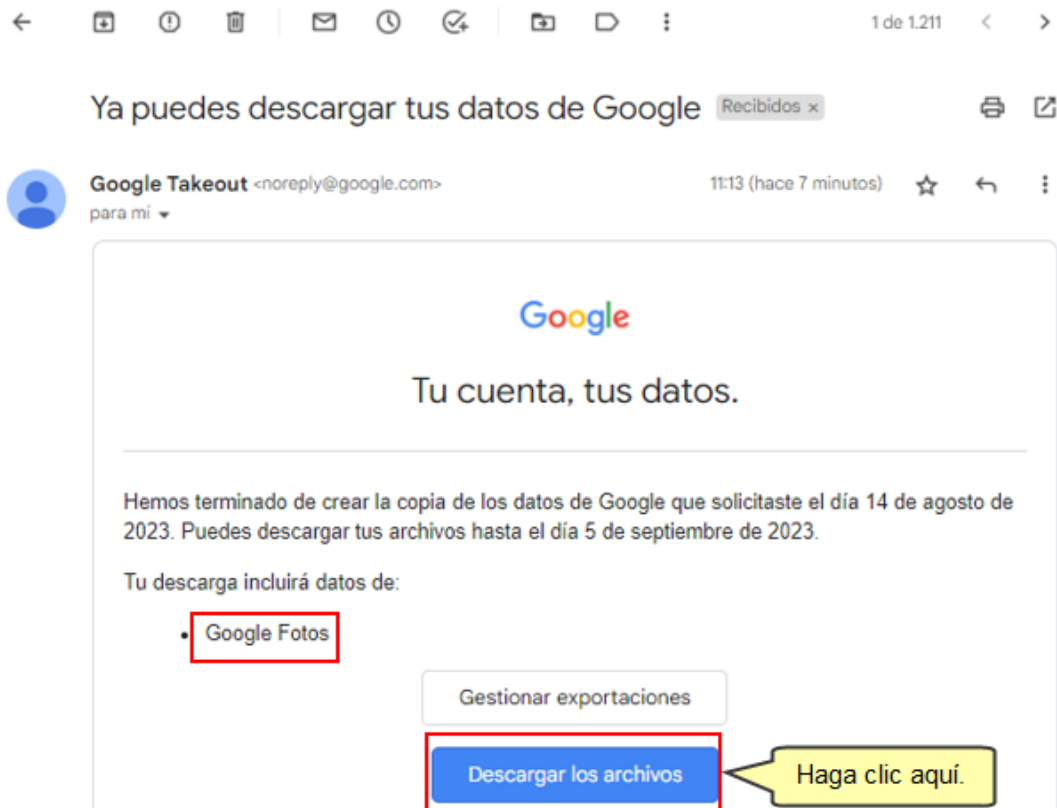 1 de 1.211
Ya puedes descargar tus datos de Google Recibidos ×
Google Takeout <noreply@google.com> 11:13 (hace 7 minutos)
para mí
Google
Tu cuenta, tus datos.
Hemos terminado de crear la copia de los datos de Google que solicitaste el día 14 de agosto de
2023. Puedes descargar tus archivos hasta el día 5 de septiembre de 2023.
Tu descarga incluirá datos de:
• Google Fotos
Gestionar exportaciones
Descargar los archivos Haga clic aquí.